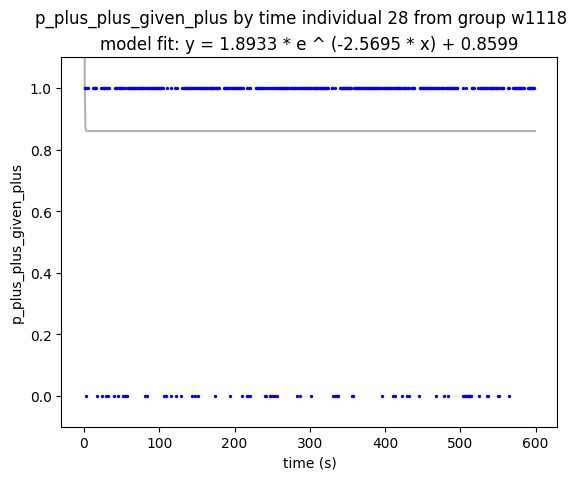 p_plus_plus_given_plus by time individual 28 from group w1118
model fit: y = 1.8933 * e ^ (-2.5695 * x) + 0.8599
1.0
0.8
0.6
0.4
0.2
0.0
p_plus_plus_given_plus
0 100 200 300 400 500 600
time (s)